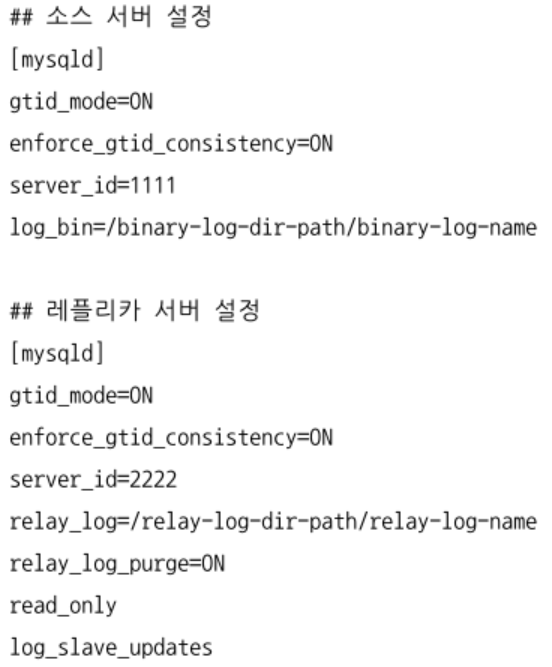 ## 소스 서버 설정
[mysqld]
gtid_mode=ON
enforce_gtid_consistency=ON
server_id=1111
log_bin=/binary-log-dir-path/binary-log-name
## 레플리카 서버 설정
[mysqld]
gtid_mode=ON
enforce_gtid_consistency=ON
server_id=2222
relay_log=/relay-log-dir-path/relay-log-name
relay_log_purge=ON
read_only
log_slave_updates